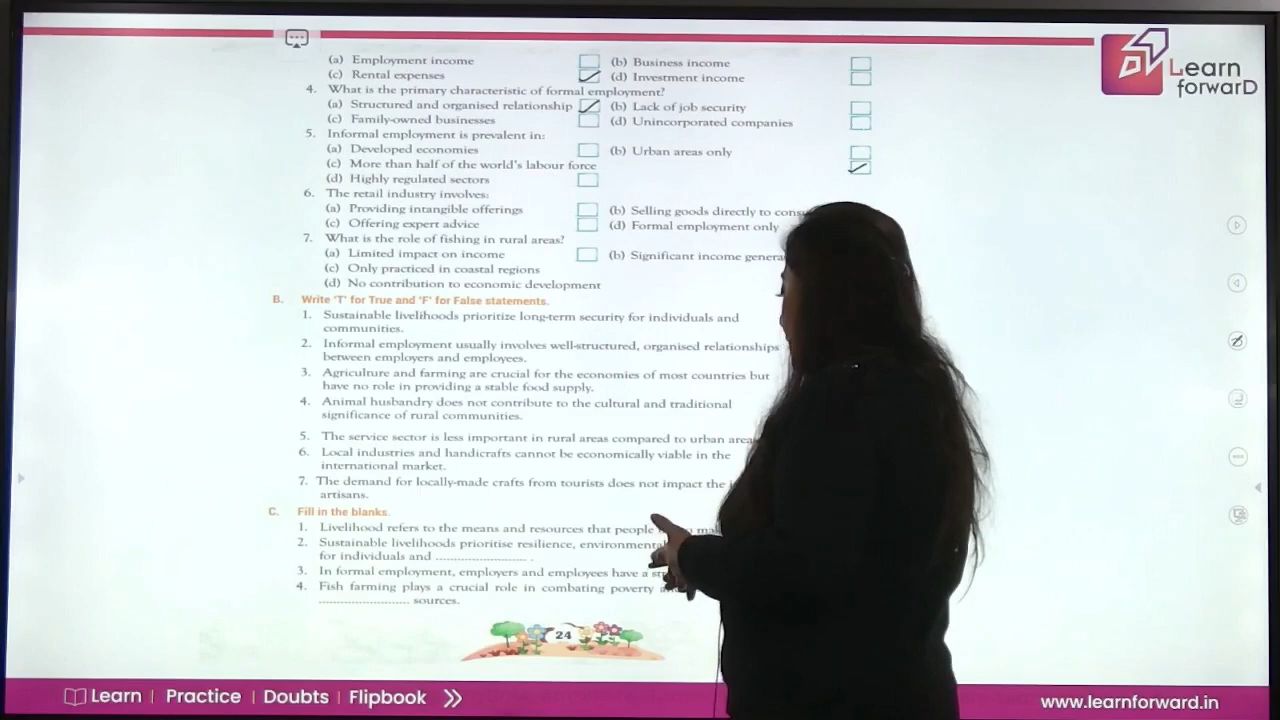 Learn
forwarD
(a) Employment income (b) Business income
(c) Rental expenses (d) Investment income
4. What is the primary characteristic of formal employment?
(a) Structured and organised relationship (b) Lack of job security
(c) Family-owned businesses (d) Unincorporated companies
5. Informal employment is prevalent in:
(a) Developed economies (b) Urban areas only
(c) More than half of the world's labour force
(d) Highly regulated sectors
6. The retail industry involves:
(a) Providing intangible offerings (b) Selling goods directly to
(c) Offering expert advice (d) Formal employment only
7. What is the role of fishing in rural areas?
(a) Limited impact on income (b) Significant income
(c) Only practiced in coastal regions
(d) No contribution to economic development
B. Write 'T' for True and 'F' for False statements.
1. Sustainable livelihoods prioritize long-term security for individuals and
communities.
2. Informal employment usually involves well-structured, organised relationships
between employers and employees.
3. Agriculture and farming are crucial for the economies of most countries but
have no role in providing a stable food supply.
4. Animal husbandry does not contribute to the cultural and traditional
significance of rural communities.
5. The service sector is less important in rural areas compared to urban
6. Local industries and handicrafts cannot be economically viable in the
international market.
7. The demand for locally-made crafts from tourists does not impact the
artisans.
C. Fill in the blanks.
1. Livelihood refers to the means and resources that people
2. Sustainable livelihoods prioritise resilience, environmental
for individuals and ........................... .
3. In formal employment, employers and employees have a
4. Fish farming plays a crucial role in combating poverty
........................... sources.
24
Learn | Practice | Doubts | Flipbook
www.learnforward.in